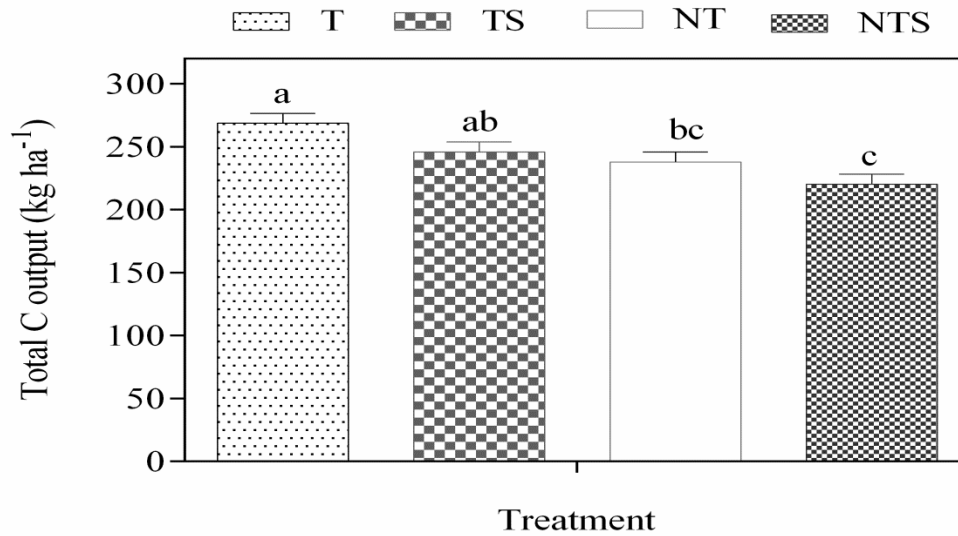 T TS NT NTS
300
250
200
150
100
50
0
a
ab
bc
c
Total C output (kg ha⁻¹)
Treatment